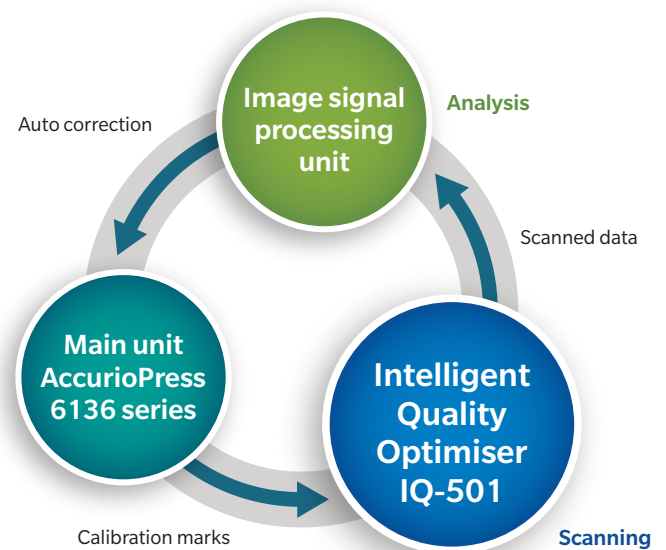 Image signal
processing
unit
Analysis
Auto correction
Scanned data
Main unit
AccurioPress
6136 series
Intelligent
Quality
Optimiser
IQ-501
Calibration marks
Scanning